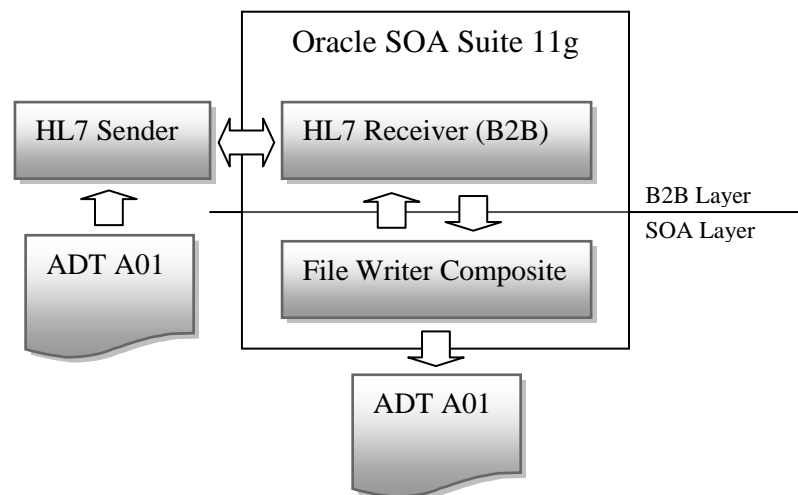 Oracle SOA Suite 11g
HL7 Sender
HL7 Receiver (B2B)
B2B Layer
SOA Layer
ADT A01
File Writer Composite
ADT A01